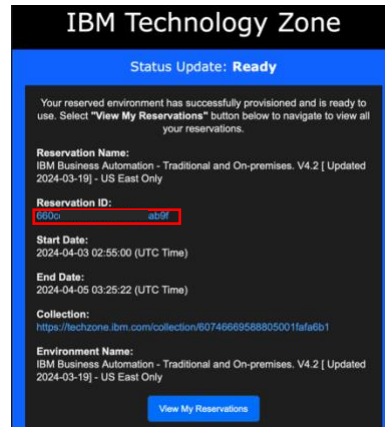 IBM Technology Zone
Status Update: Ready
Your reserved environment has successfully provisioned and is ready to
use. Select "View My Reservations" button below to navigate to view all
your reservations.
Reservation Name:
IBM Business Automation - Traditional and On-premises. V4.2 [ Updated
2024-03-19] - US East Only
Reservation ID:
660c ab9f
Start Date:
2024-04-03 02:55:00 (UTC Time)
End Date:
2024-04-05 03:25:22 (UTC Time)
Collection:
https://techzone.ibm.com/collection/60746669588805001fafa6b1
Environment Name:
IBM Business Automation - Traditional and On-premises. V4.2 [ Updated
2024-03-19] - US East Only
View My Reservations